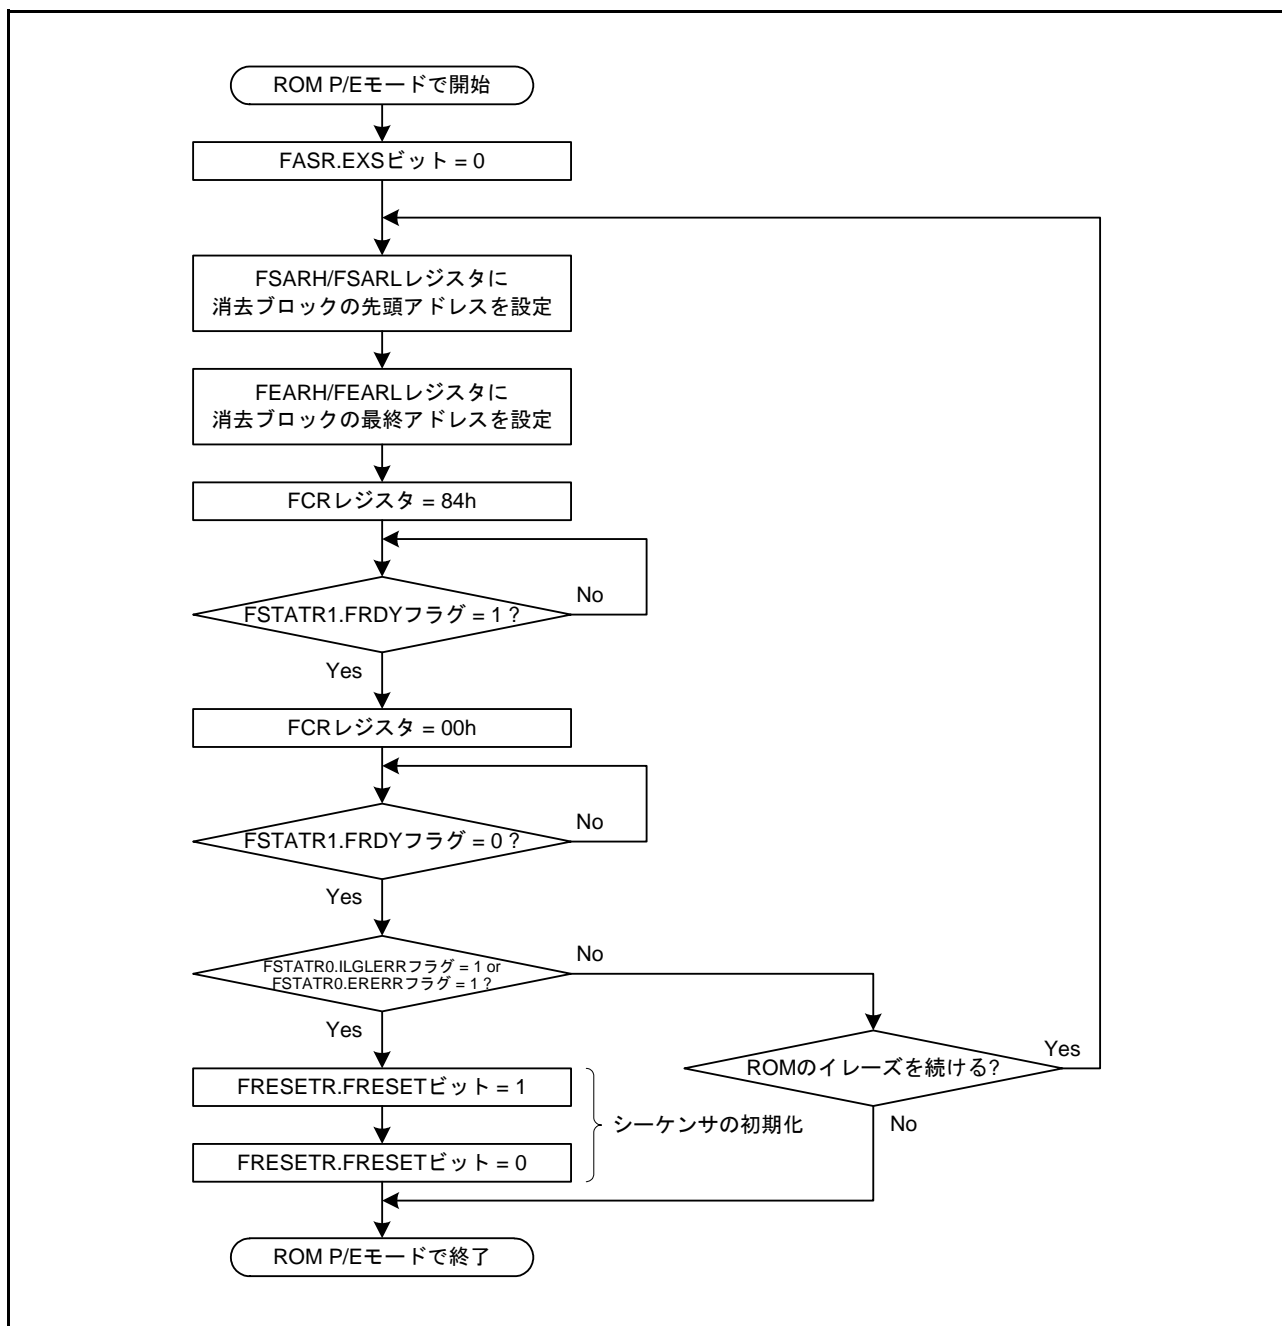 ROM P/Eモードで開始
FASR.EXSビット = 0
FSARH/FSARLレジスタに
消去ブロックの先頭アドレスを設定
FEARH/FEARLレジスタに
消去ブロックの最終アドレスを設定
FCRレジスタ = 84h
FSTATR1.FRDYフラグ = 1 ?
No
Yes
FCRレジスタ = 00h
FSTATR1.FRDYフラグ = 0 ?
No
Yes
FSTATR0.ILGLERRフラグ = 1 or
FSTATR0.ERERRフラグ = 1 ?
No
Yes
ROMのイレーズを続ける?
Yes
No
FRESETR.FRESETビット = 1
シーケンサの初期化
FRESETR.FRESETビット = 0
ROM P/Eモードで終了